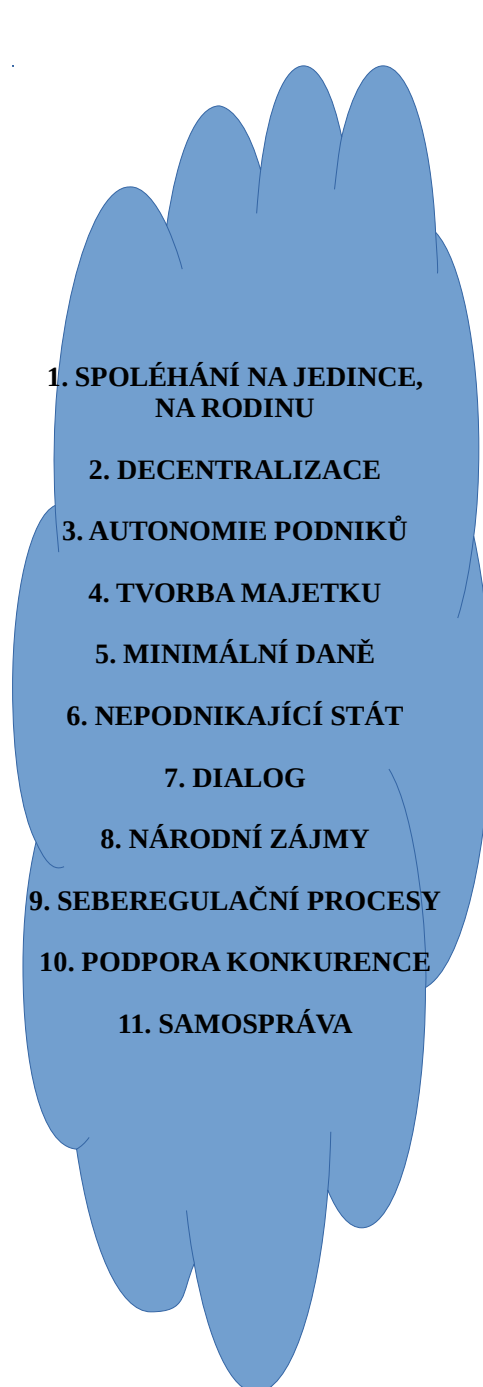 1. SPOLÉHÁNÍ NA JEDINCE,
NA RODINU
2. DECENTRALIZACE
3. AUTONOMIE PODNIKŮ
4. TVORBA MAJETKU
5. MINIMÁLNÍ DANĚ
6. NEPODNIKAJÍCÍ STÁT
7. DIALOG
8. NÁRODNÍ ZÁJMY
9. SEBEREGULAČNÍ PROCESY
10. PODPORA KONKURENCE
11. SAMOSPRÁVA